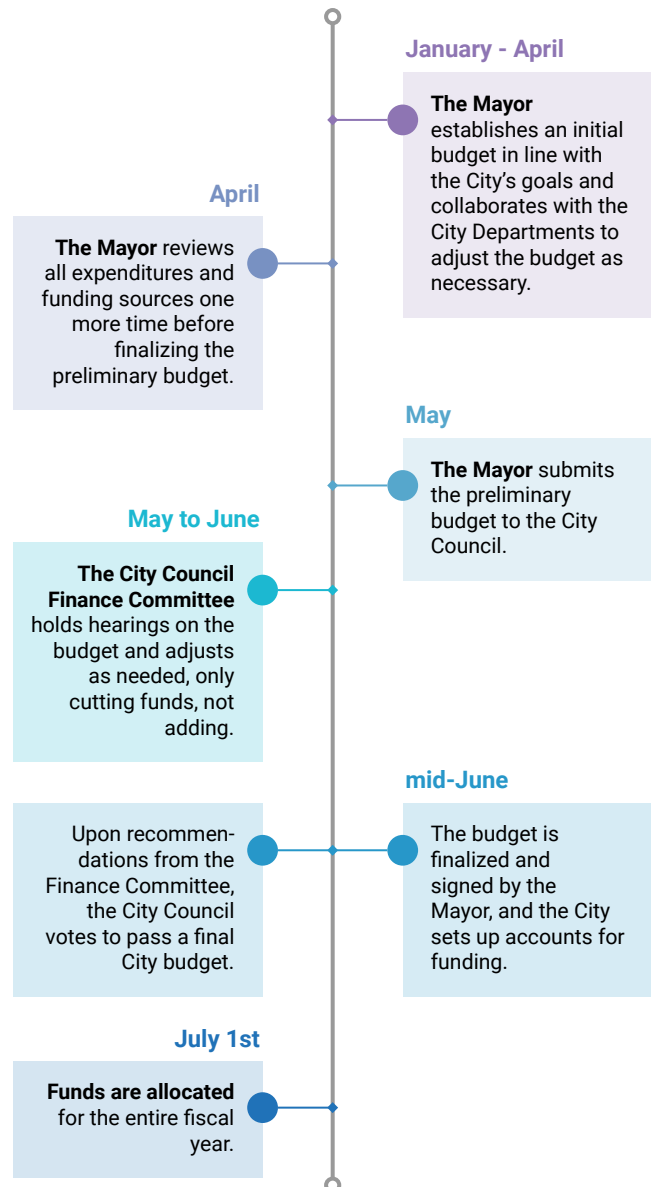 January - April
The Mayor
establishes an initial
budget in line with
the City’s goals and
collaborates with the
City Departments to
adjust the budget as
necessary.
April
The Mayor reviews
all expenditures and
funding sources one
more time before
finalizing the
preliminary budget.
May
The Mayor submits
the preliminary
budget to the City
Council.
May to June
The City Council
Finance Committee
holds hearings on the
budget and adjusts
as needed, only
cutting funds, not
adding.
mid-June
Upon recommen-
dations from the
Finance Committee,
the City Council
votes to pass a final
City budget.
The budget is
finalized and
signed by the
Mayor, and the City
sets up accounts for
funding.
July 1st
Funds are allocated
for the entire fiscal
year.